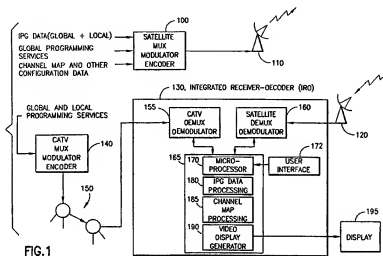 IPG DATA(GLOBAL + LOCAL)
GLOBAL PROGRAMMING
SERVICES
CHANNEL MAP AND OTHER
CONFIGURATION DATA
100
SATELLITE
MUX
MODULATOR
ENCODER
110
GLOBAL AND LOCAL
PROGRAMMING SERVICES
CATV
MUX
MODULATOR
ENCODER
140
150
130, INTEGRATED RECEIVER-DECODER (IRD)
155
CATV
DEMUX
DEMODULATOR
SATELLITE
DEMUX
DEMODULATOR
160
120
165
170
MICRO-
PROCESSOR
172
USER
INTERFACE
180
IPG DATA
PROCESSING
185
CHANNEL
MAP
PROCESSING
190
VIDEO
DISPLAY
GENERATOR
195
DISPLAY
FIG.1